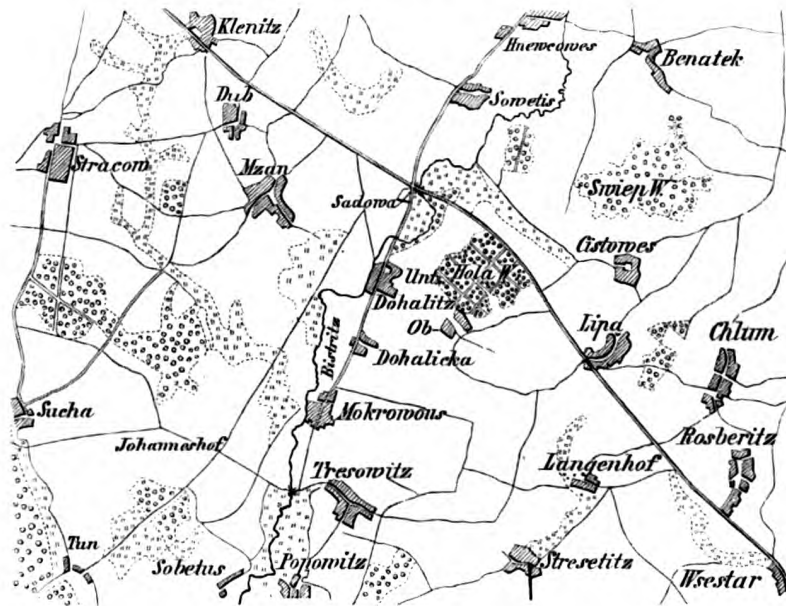 Klenitz
Hnewcowes
Benatek
Dub
Sowetis
Stracow
Mzan
Sadowa
Swiep W.
Cistowes
Unt.
Hola W.
Dohalitz
Ob
Lipa
Chlum
Bistritz
Dohalicka
Sucha
Mokrowous
Johanneshof
Rosberitz
Tresowitz
Langenhof
Tun
Sobetus
Popowitz
Stresetitz
Wsestar